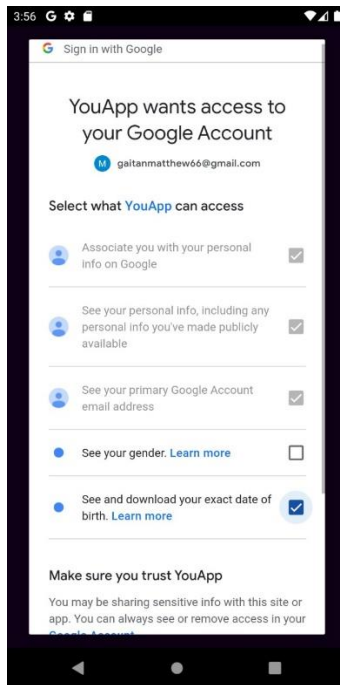 3:56 G
Sign in with Google
YouApp wants access to
your Google Account
M gaitanmatthew66@gmail.com
Select what YouApp can access
Associate you with your personal
info on Google
See your personal info, including any
personal info you've made publicly
available
See your primary Google Account
email address
See your gender. Learn more
See and download your exact date of
birth. Learn more
Make sure you trust YouApp
You may be sharing sensitive info with this site or
app. You can always see or remove access in your
Google Account